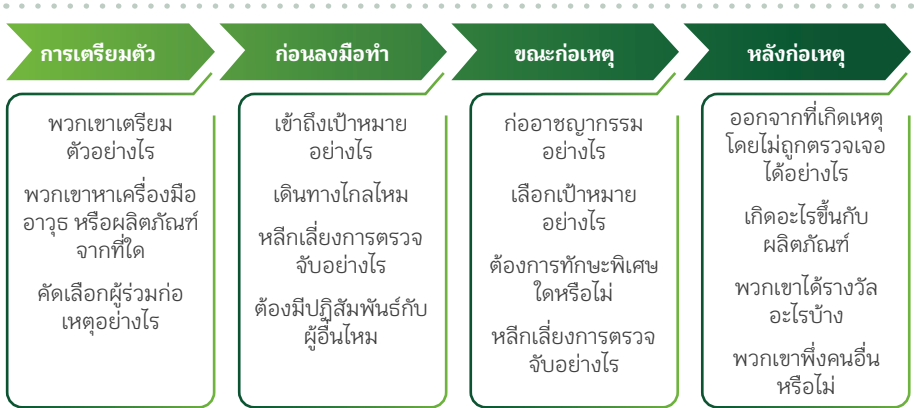 การเตรียมตัว
พวกเขาเตรียม
ตัวอย่างไร
พวกเขาหาเครื่องมือ
อาวุธ หรือผลิตภัณฑ์
จากที่ใด
คัดเลือกผู้ร่วมก่อ
เหตุอย่างไร
ก่อนลงมือทำ
เข้าถึงเป้าหมาย
อย่างไร
เดินทางไกลไหม
หลีกเลี่ยงการตรวจ
จับอย่างไร
ต้องมีปฏิสัมพันธ์กับ
ผู้อื่นไหม
ขณะก่อเหตุ
ก่ออาชญากรรม
อย่างไร
เลือกเป้าหมาย
อย่างไร
ต้องการทักษะพิเศษ
ใดหรือไม่
หลีกเลี่ยงการตรวจ
จับอย่างไร
หลังก่อเหตุ
ออกจากที่เกิดเหตุ
โดยไม่ถูกตรวจเจอ
ได้อย่างไร
เกิดอะไรขึ้นกับ
ผลิตภัณฑ์
พวกเขาได้รางวัล
อะไรบ้าง
พวกเขาพึ่งคนอื่น
หรือไม่